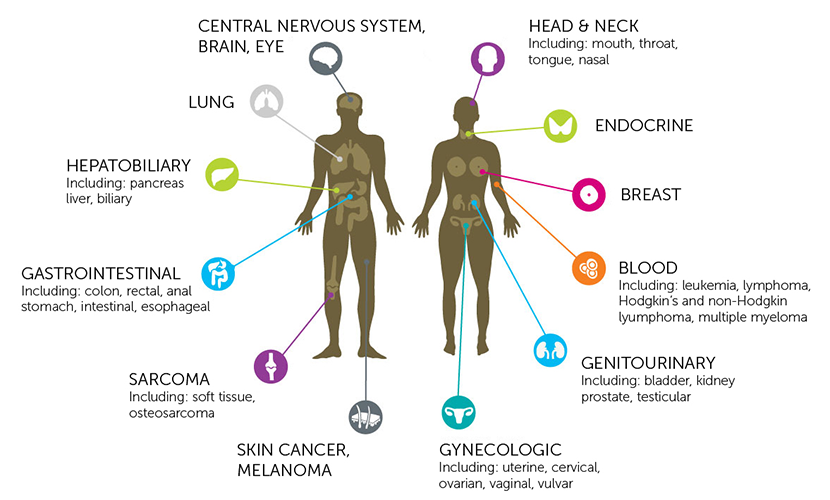 CENTRAL NERVOUS SYSTEM,
BRAIN, EYE
LUNG
HEPATOBILIARY
Including: pancreas
liver, biliary
GASTROINTESTINAL
Including: colon, rectal, anal
stomach, intestinal, esophageal
SARCOMA
Including: soft tissue,
osteosarcoma
SKIN CANCER,
MELANOMA
HEAD & NECK
Including: mouth, throat,
tongue, nasal
ENDOCRINE
BREAST
BLOOD
Including: leukemia, lymphoma,
Hodgkin's and non-Hodgkin
lyumphoma, multiple myeloma
GENITOURINARY
Including: bladder, kidney
prostate, testicular
GYNECOLOGIC
Including: uterine, cervical,
ovarian, vaginal, vulvar